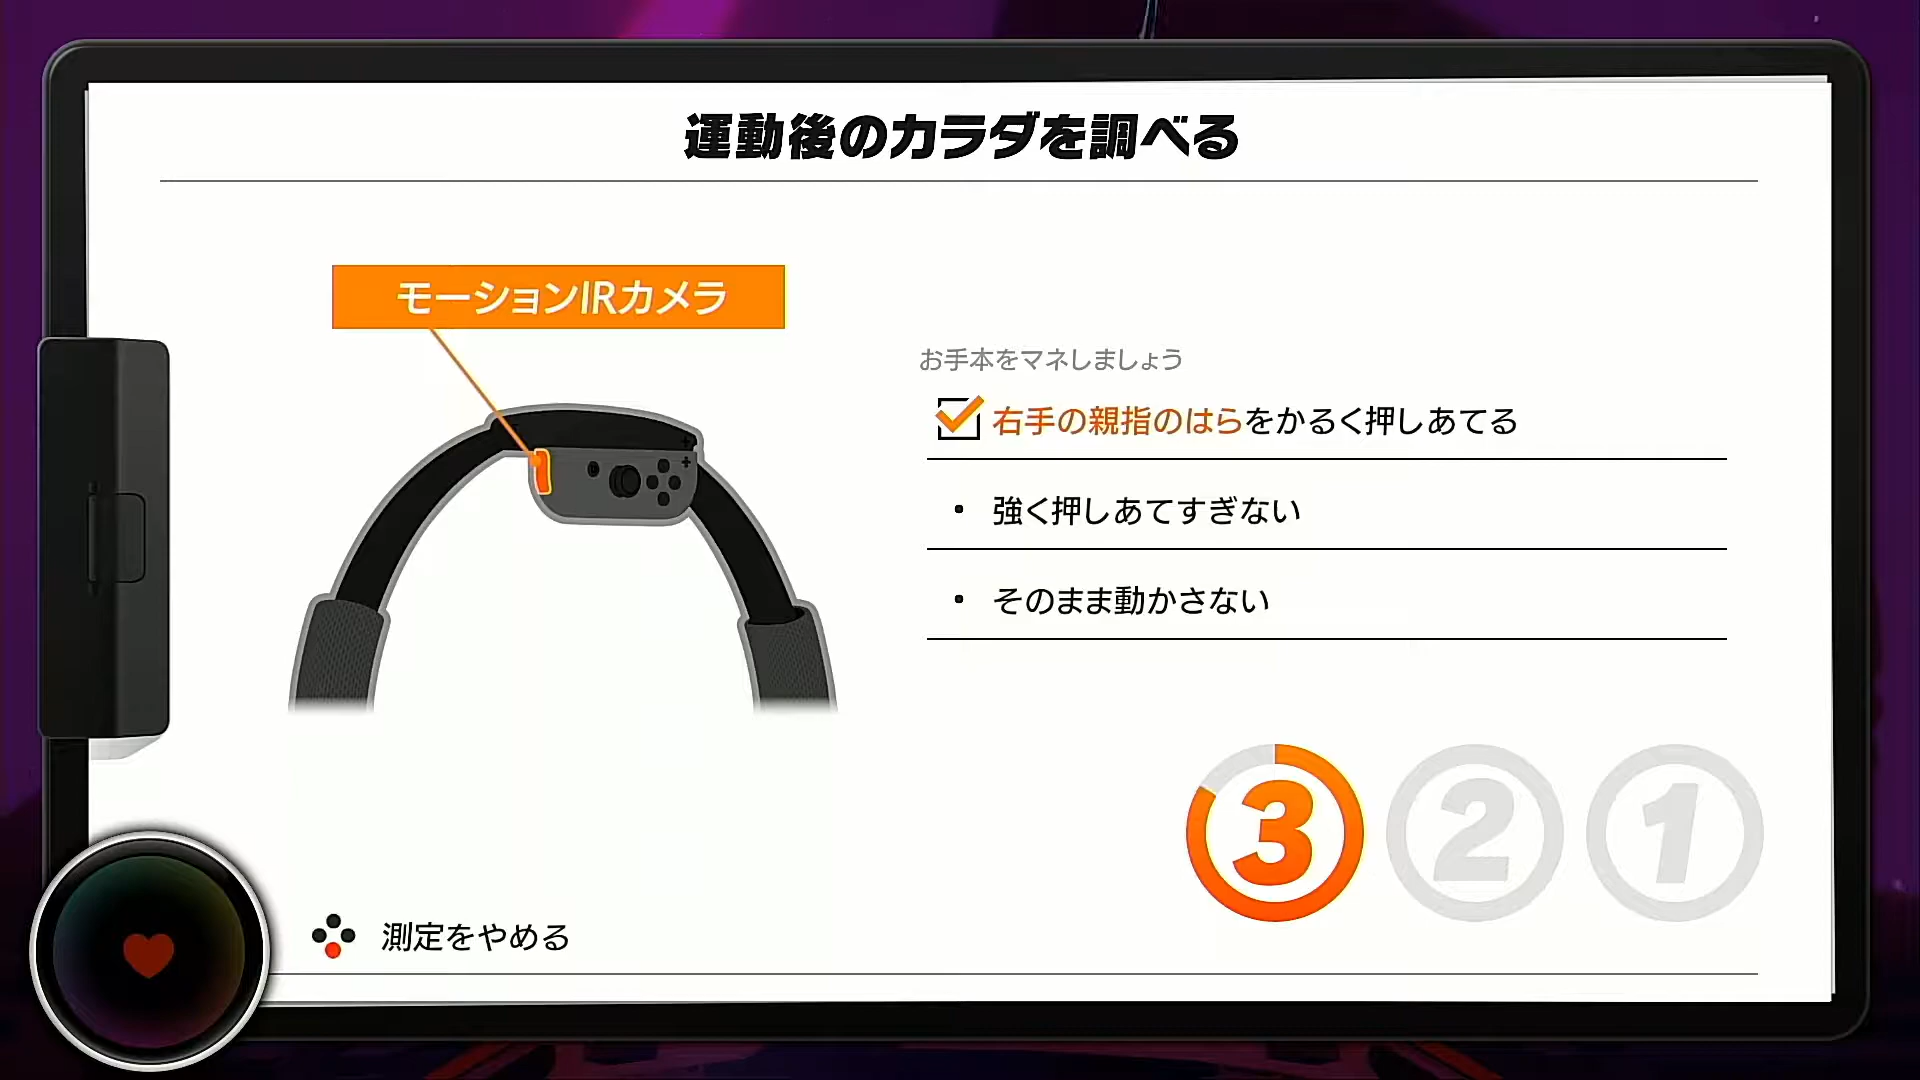 運動後のカラダを調べる
モーションIRカメラ
お手本をマネしましょう
右手の親指のはらをかるく押しあてる
・ 強く押しあてすぎない
・ そのまま動かさない
3 2 1
測定をやめる